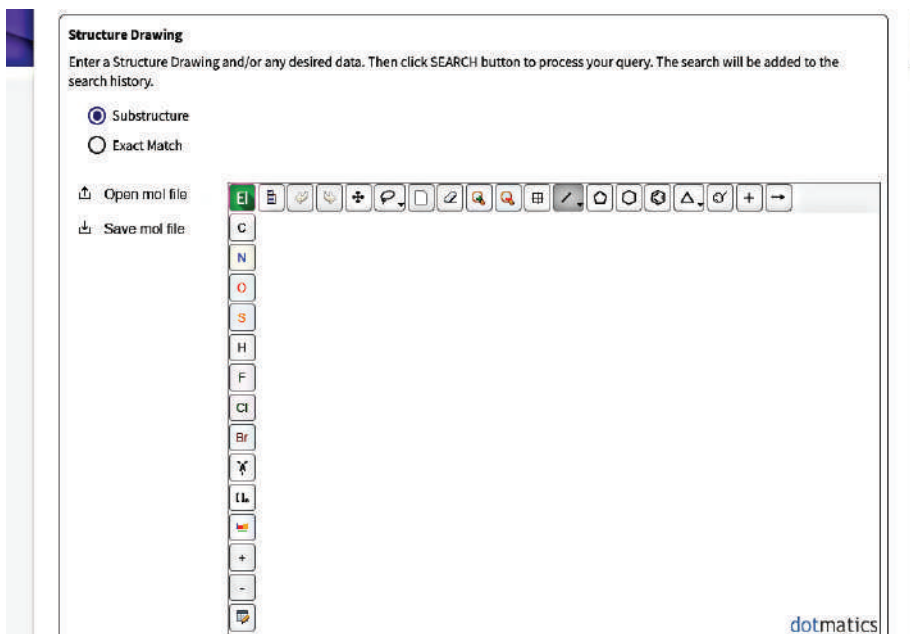 Structure Drawing
Enter a Structure Drawing and/or any desired data. Then click SEARCH button to process your query. The search will be added to the
search history.
Substructure
Exact Match
Open mol file
Save mol file
El
C
N
O
S
H
F
Cl
Br
+
-
dotmatics